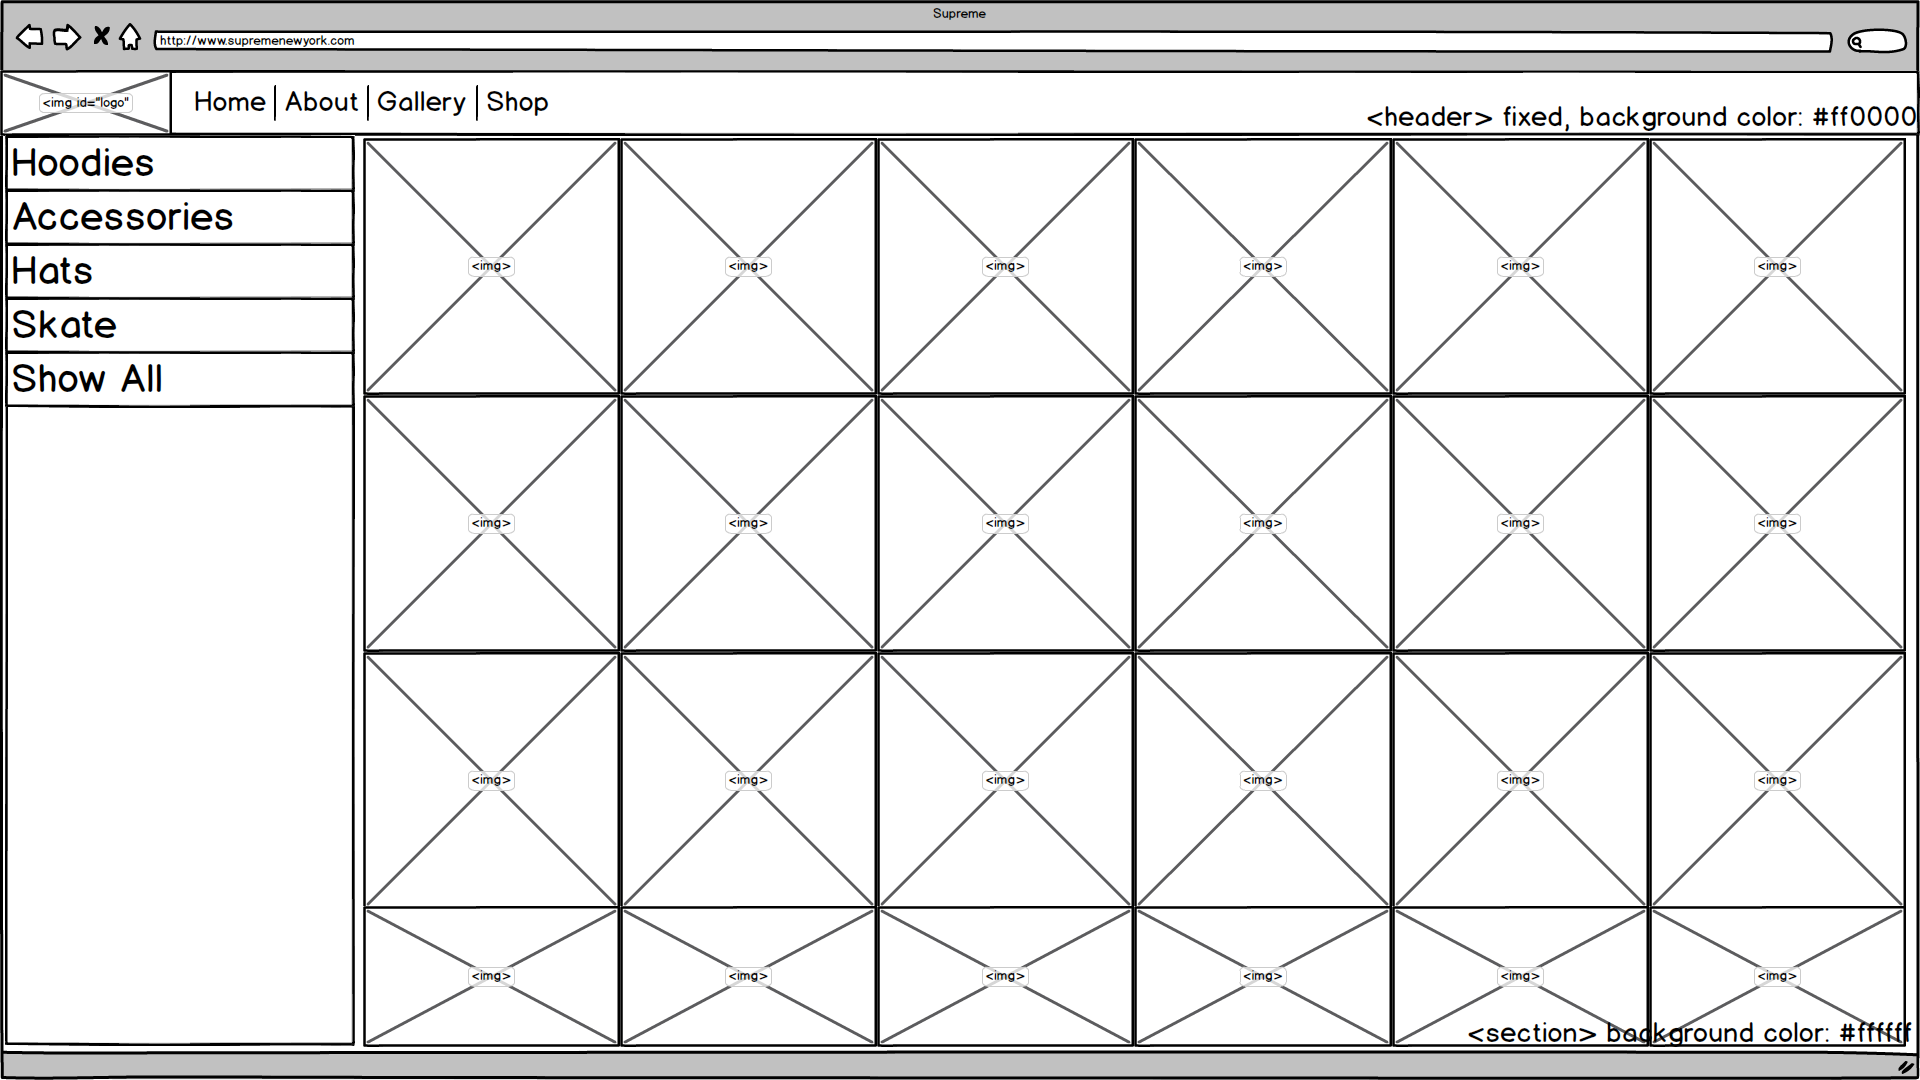 Supreme
http://www.supremenewyork.com
<img id="logo"
Home About Gallery Shop
<header> fixed, background color: #ff0000
Hoodies
Accessories
Hats
Skate
Show All
<img> <img> <img> <img> <img> <img>
<img> <img> <img> <img> <img> <img>
<img> <img> <img> <img> <img> <img>
<img> <img> <img> <img> <img> <img>
<section> background color: #ffffff